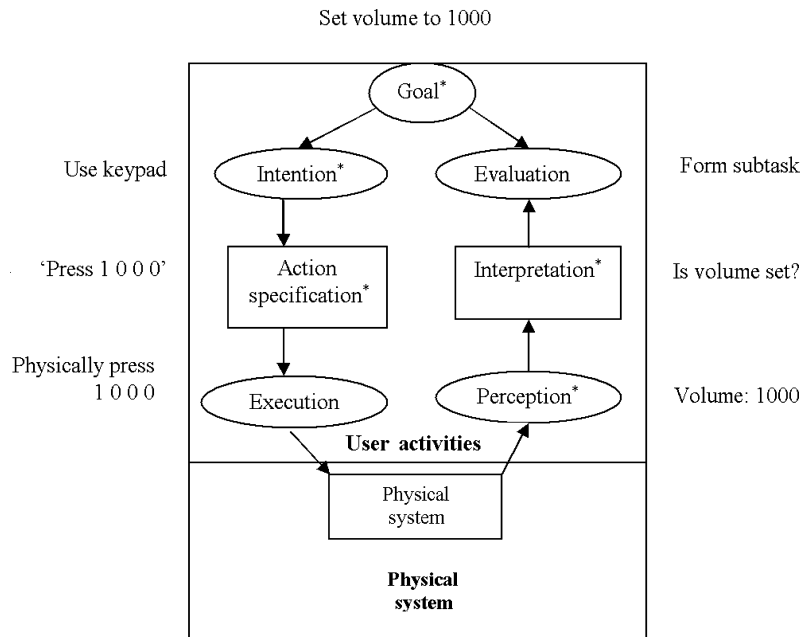 Set volume to 1000
Goal*
Use keypad
Intention*
Evaluation
Form subtask
‘Press 1 0 0 0’
Action
specification*
Interpretation*
Is volume set?
Physically press
1 0 0 0
Execution
Perception*
Volume: 1000
User activities
Physical
system
Physical
system